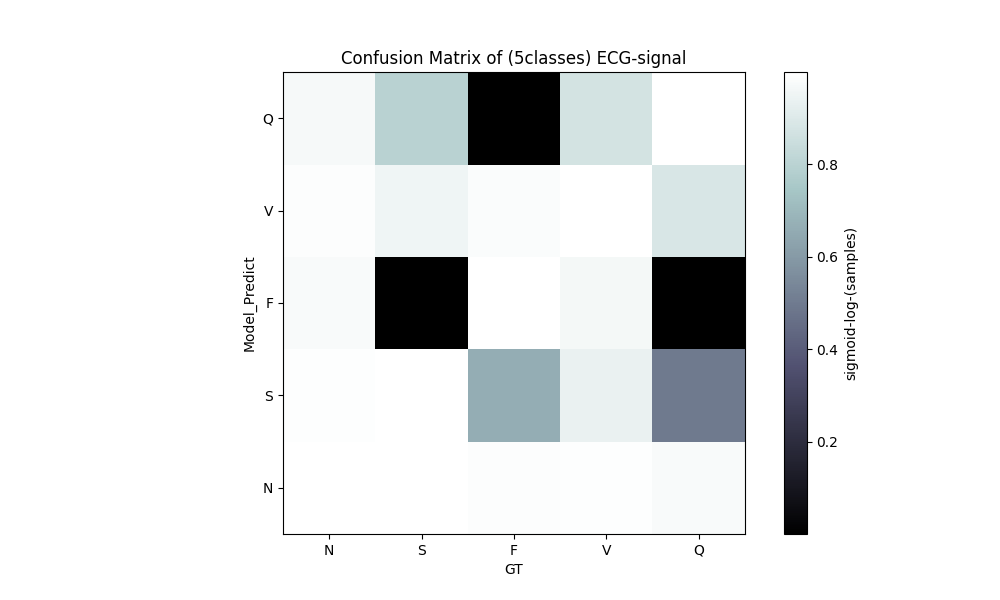 Confusion Matrix of (5classes) ECG-signal
Q
V
F
S
N
Model_Predict
N S F V Q
GT
0.8
0.6
0.4
0.2
sigmoid-log-(samples)